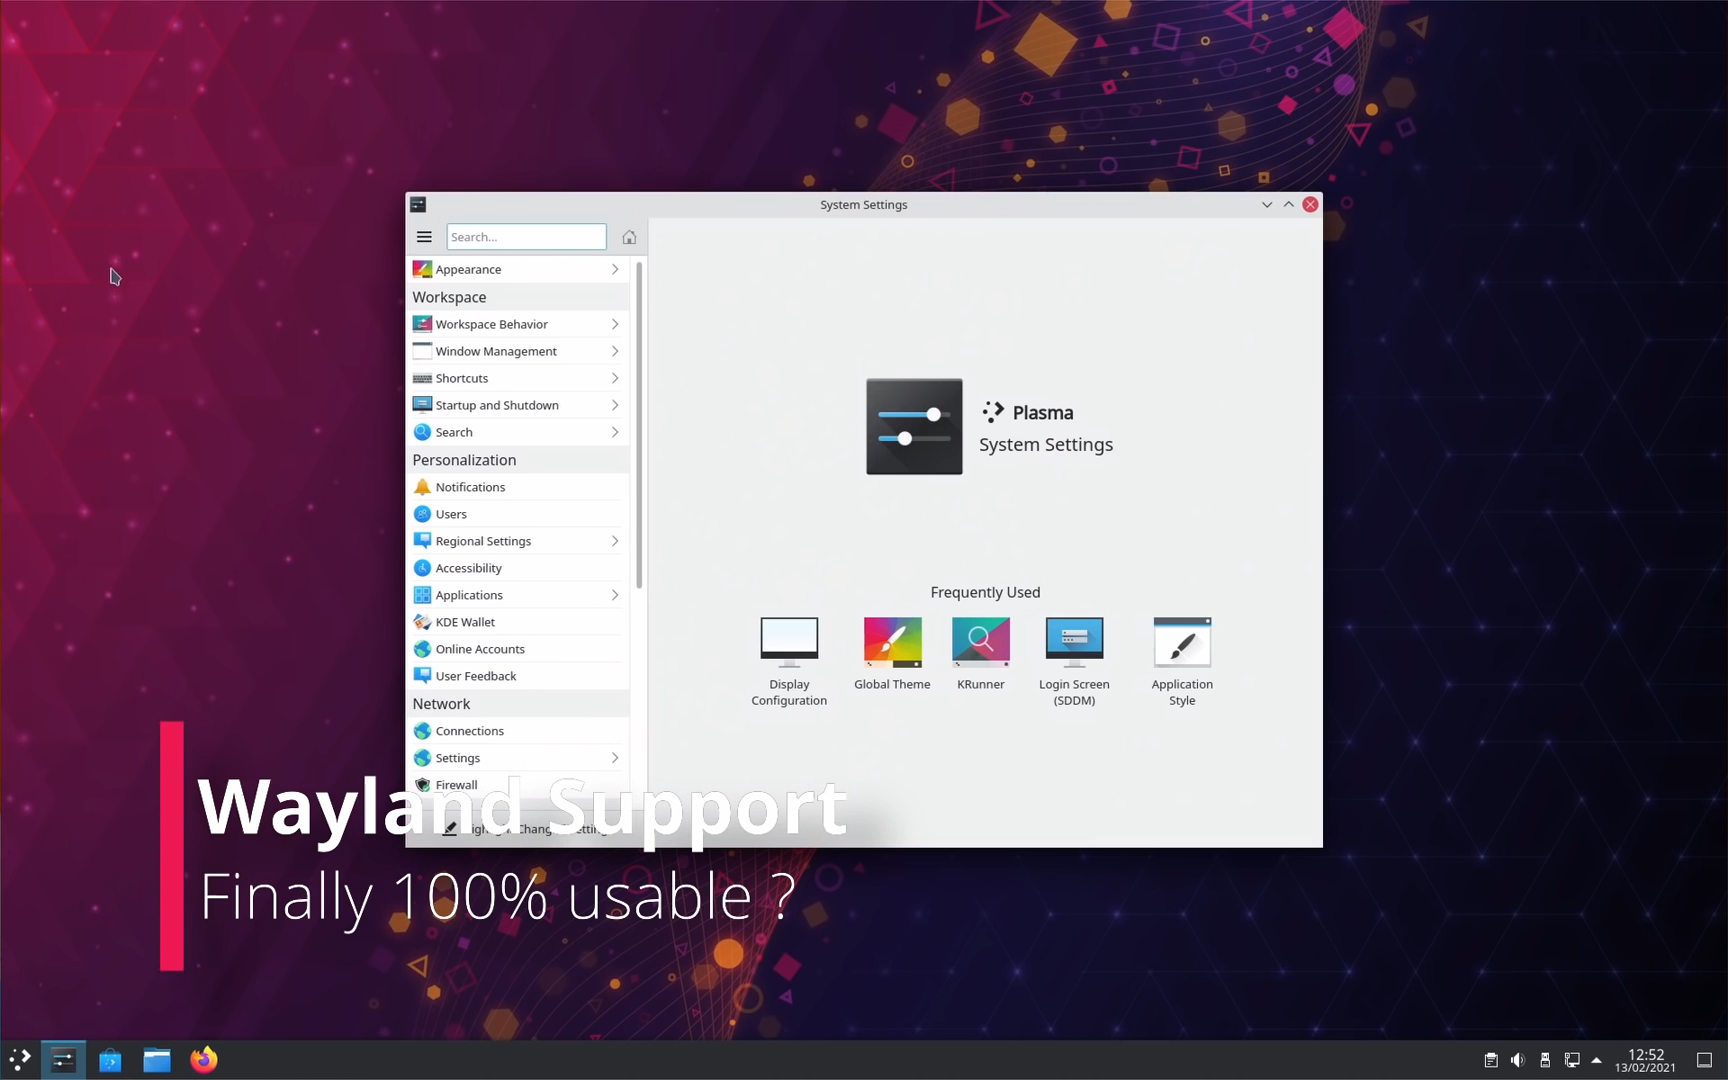 System Settings
Search...
Appearance
Workspace
Workspace Behavior
Window Management
Shortcuts
Startup and Shutdown
Search
Personalization
Notifications
Users
Regional Settings
Accessibility
Applications
KDE Wallet
Online Accounts
User Feedback
Network
Connections
Settings
Firewall
Plasma
System Settings
Frequently Used
Display
Configuration
Global Theme
KRunner
Login Screen
(SDDM)
Application
Style
Wayland Support
Finally 100% usable ?
12:52
13/02/2021